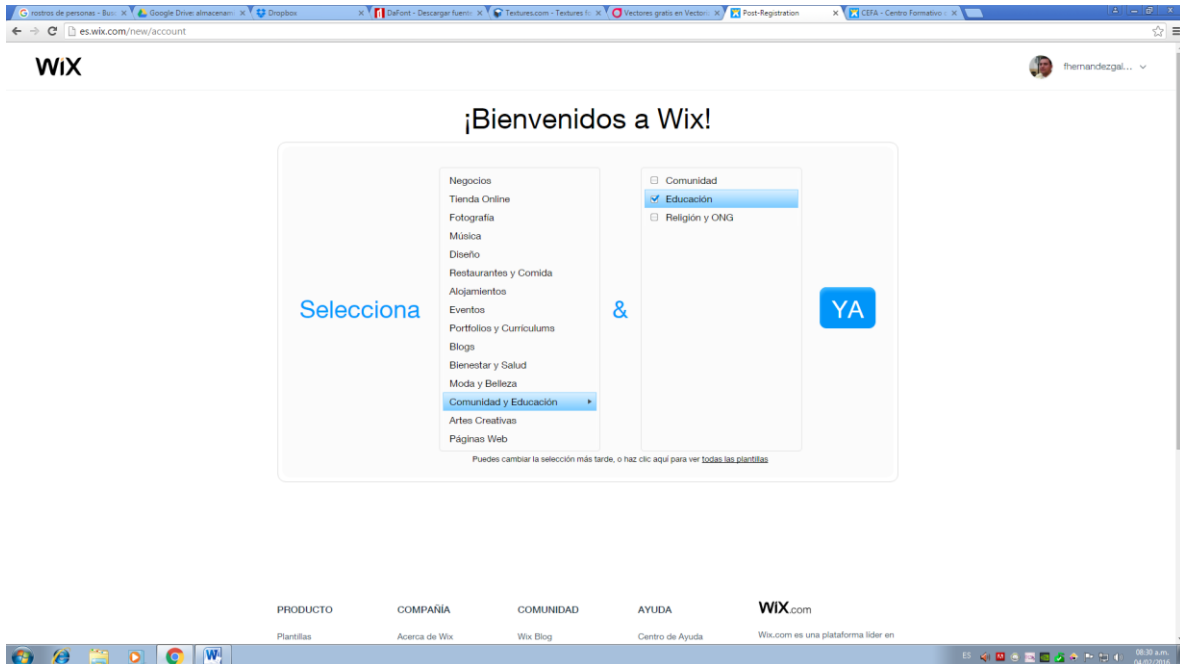 rostros de personas - Bus
Google Drive: almacenam
Dropbox
DaFont - Descargar fuente
Textures.com - Textures f
Vectores gratis en Vector
Post-Registration
CEFA - Centro Formativo
es.wix.com/new/account
WiX
fhernandezgal...
¡Bienvenidos a Wix!
Selecciona
Negocios
Tienda Online
Fotografía
Música
Diseño
Restaurantes y Comida
Alojamientos
Eventos
Portfolios y Currículums
Blogs
Bienestar y Salud
Moda y Belleza
Comunidad y Educación
Artes Creativas
Páginas Web
&
Comunidad
Educación
Religión y ONG
YA
Puedes cambiar la selección más tarde, o haz clic aquí para ver todas las plantillas
PRODUCTO
Plantillas
COMPAÑÍA
Acerca de Wix
COMUNIDAD
Wix Blog
AYUDA
Centro de Ayuda
WiX.com
Wix.com es una plataforma líder en
ES
08:30 a.m.
04/02/2016